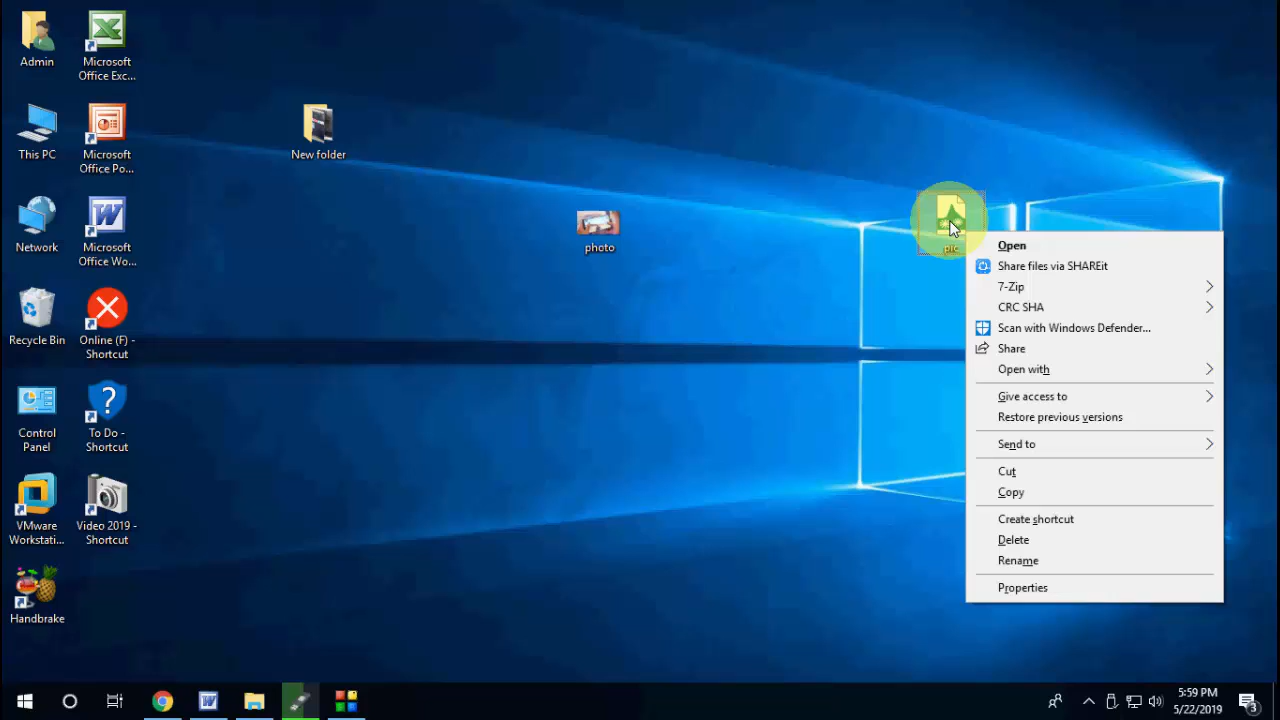 Admin
Microsoft
Office Exc...
This PC
Microsoft
Office Po...
Network
Microsoft
Office Wo...
Recycle Bin
Online (F) -
Shortcut
Control
Panel
To Do -
Shortcut
VMware
Workstati...
Video 2019 -
Shortcut
Handbrake
New folder
photo
pic
Open
Share files via SHAREit
7-Zip
CRC SHA
Scan with Windows Defender...
Share
Open with
Give access to
Restore previous versions
Send to
Cut
Copy
Create shortcut
Delete
Rename
Properties
5:59 PM
5/22/2019
3